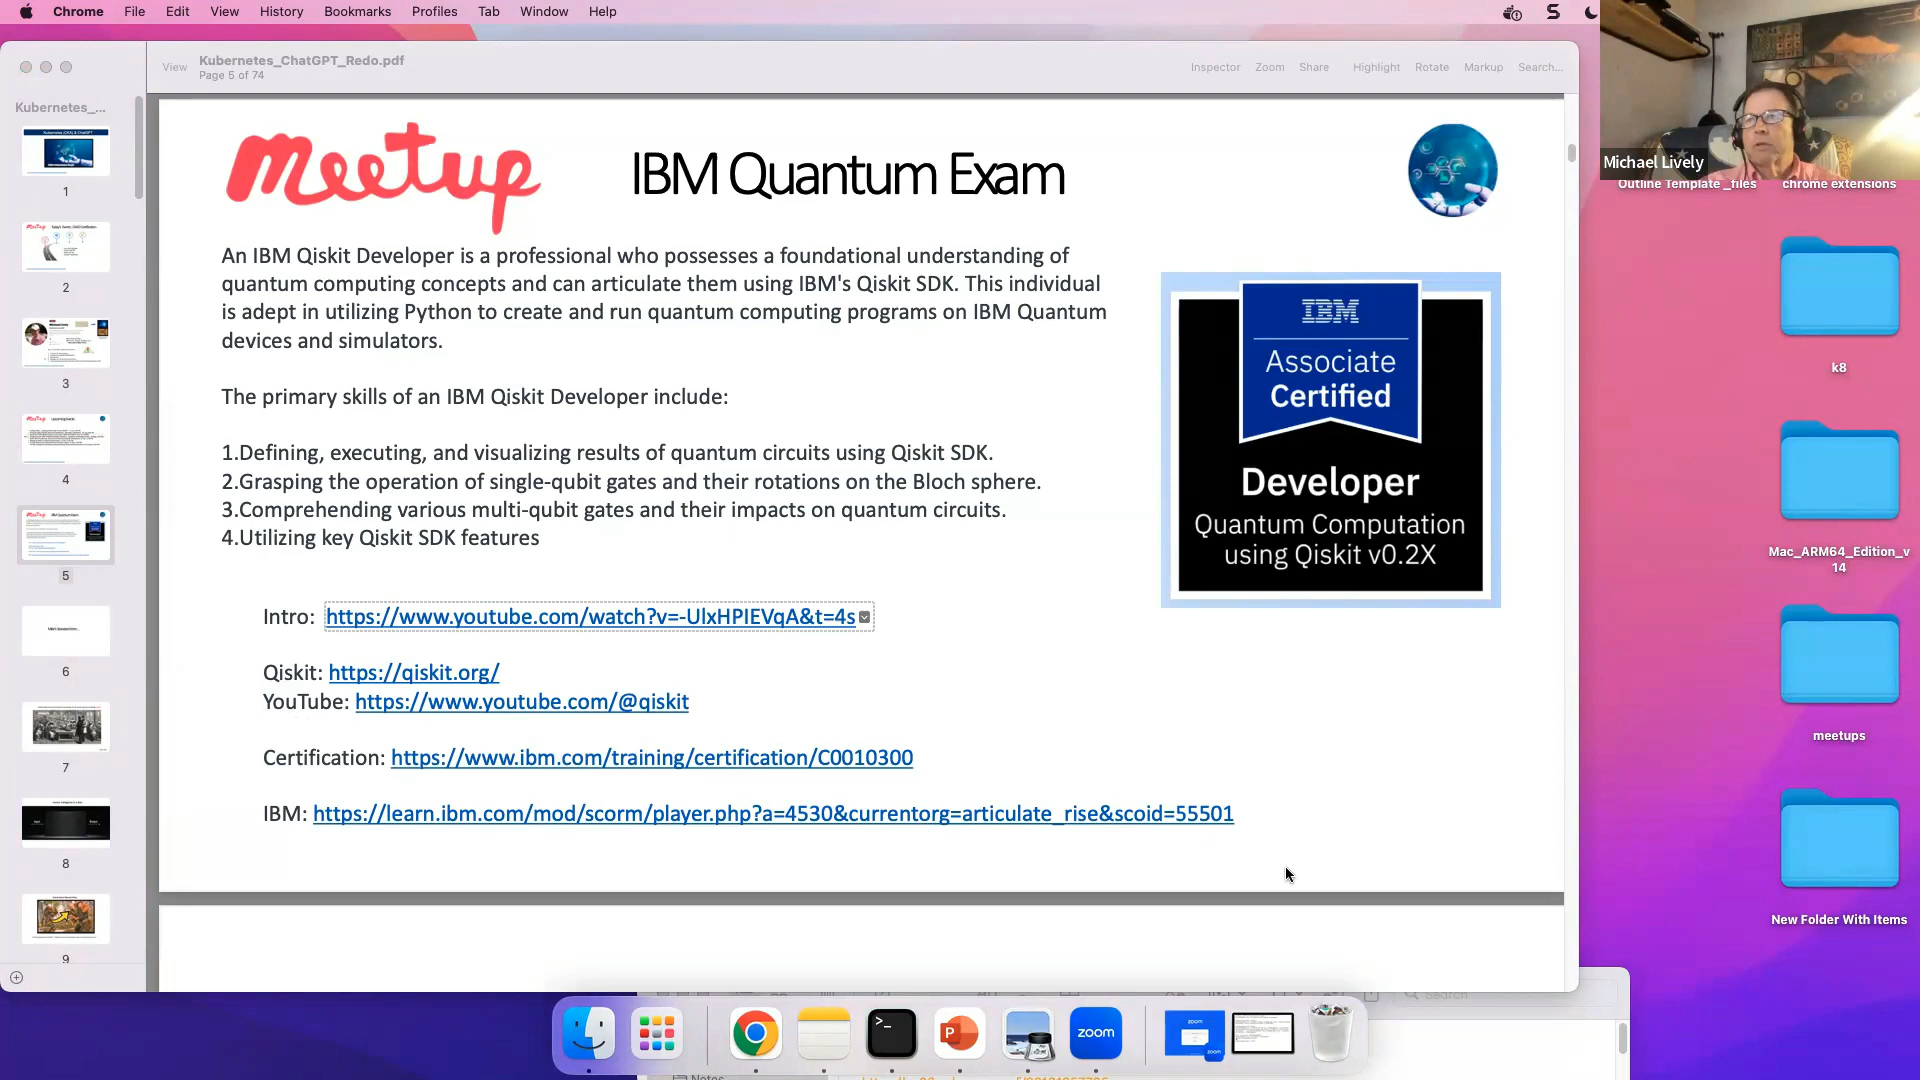 Chrome File Edit View History Bookmarks Profiles Tab Window Help
View
Kubernetes_ChatGPT_Redo.pdf
Page 5 of 74
Inspector Zoom Share Highlight Rotate Markup Search...
Michael Lively
Outline Template _files
chrome extensions
Kubernetes_...
1
2
3
4
5
6
7
8
9
Meetup
IBM Quantum Exam
An IBM Qiskit Developer is a professional who possesses a foundational understanding of
quantum computing concepts and can articulate them using IBM's Qiskit SDK. This individual
is adept in utilizing Python to create and run quantum computing programs on IBM Quantum
devices and simulators.
The primary skills of an IBM Qiskit Developer include:
1.Defining, executing, and visualizing results of quantum circuits using Qiskit SDK.
2.Grasping the operation of single-qubit gates and their rotations on the Bloch sphere.
3.Comprehending various multi-qubit gates and their impacts on quantum circuits.
4.Utilizing key Qiskit SDK features
IBM
Associate
Certified
Developer
Quantum Computation
using Qiskit v0.2X
Intro: https://www.youtube.com/watch?v=-UlxHPIEVqA&t=4s
Qiskit: https://qiskit.org/
YouTube: https://www.youtube.com/@qiskit
Certification: https://www.ibm.com/training/certification/C0010300
IBM: https://learn.ibm.com/mod/scorm/player.php?a=4530&currentorg=articulate_rise&scoid=55501
k8
Mac_ARM64_Edition_v
14
meetups
New Folder With Items
Search
zoom